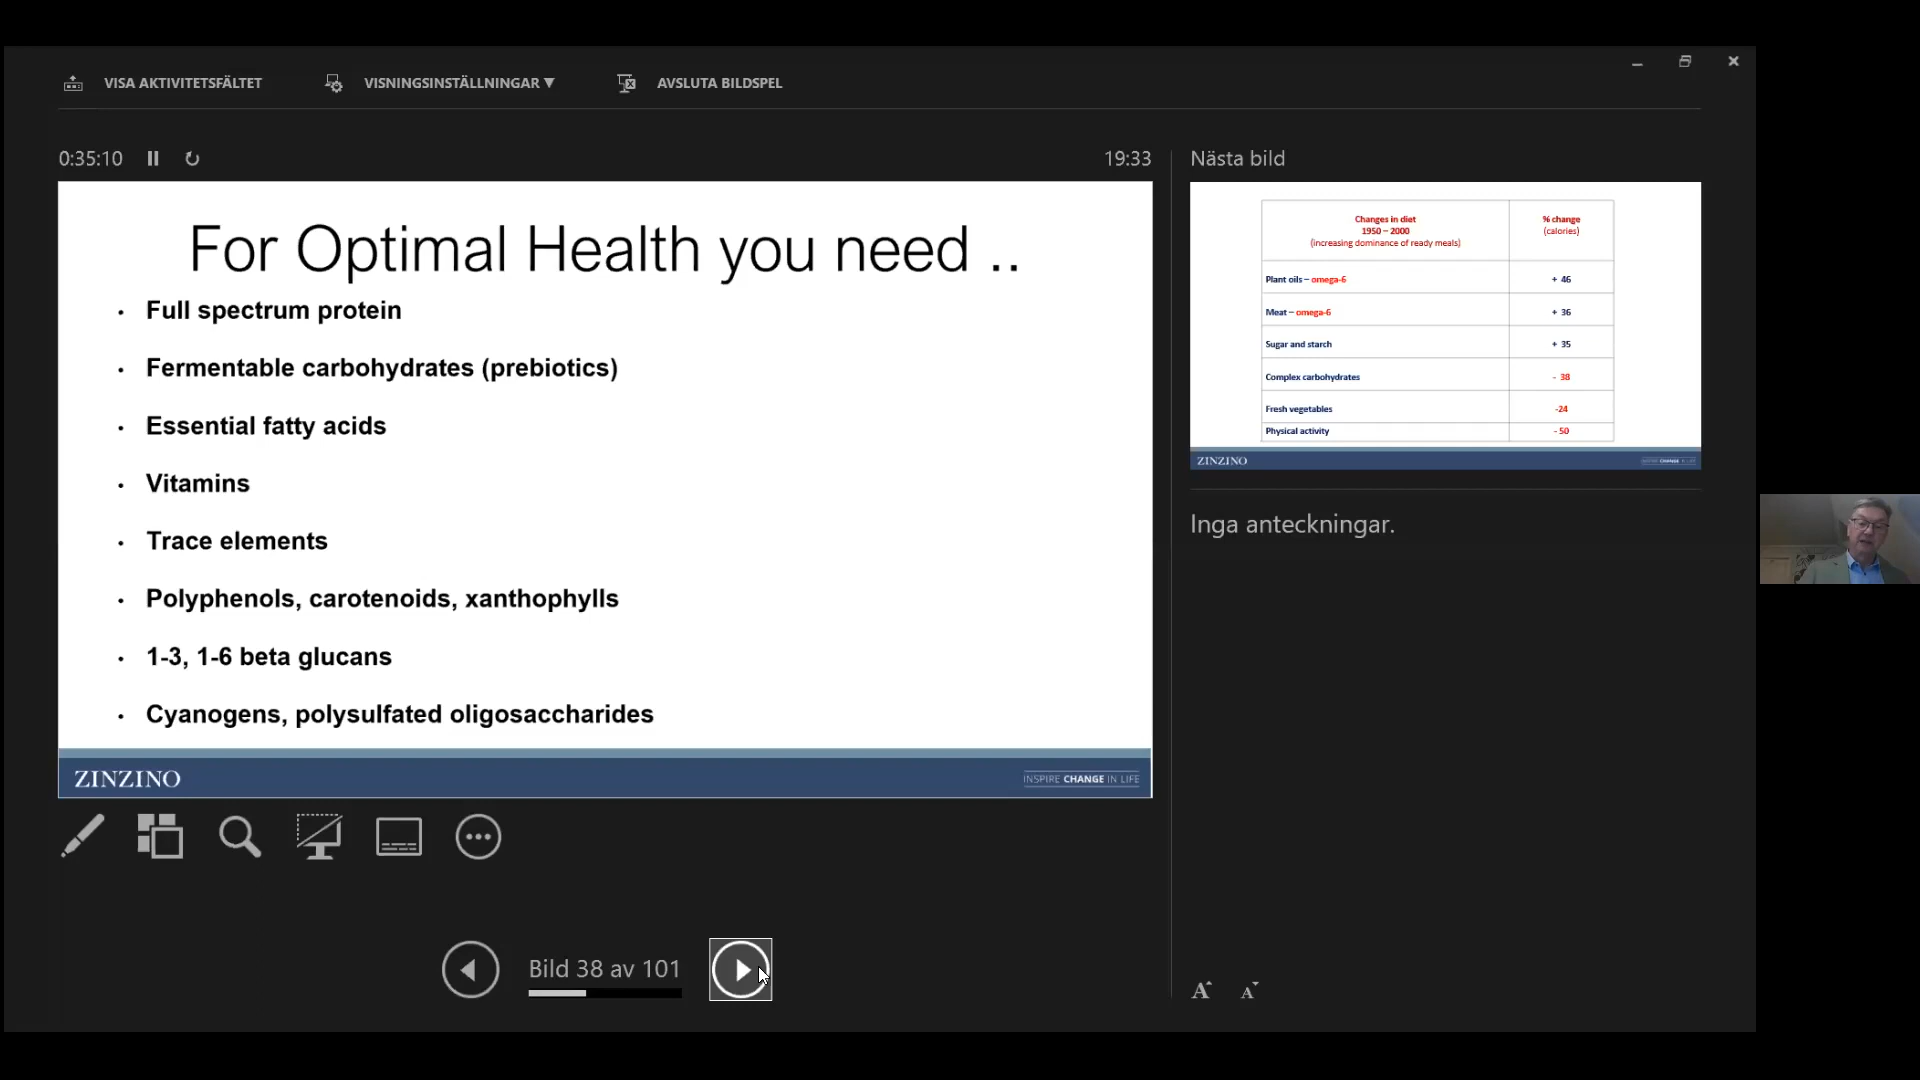 VISA AKTIVITETSFÄLTET
VISNINGSINSTÄLLNINGAR ▼
AVSLUTA BILDSPEL
0:35:10
19:33
For Optimal Health you need ..
• Full spectrum protein
• Fermentable carbohydrates (prebiotics)
• Essential fatty acids
• Vitamins
• Trace elements
• Polyphenols, carotenoids, xanthophylls
• 1-3, 1-6 beta glucans
• Cyanogens, polysulfated oligosaccharides
ZINZINO
INSPIRE CHANGE IN LIFE
Bild 38 av 101
Nästa bild
Changes in diet
1950 – 2000
(increasing dominance of ready meals)
% change
(calories)
Plant oils – omega-6 + 46
Meat – omega-6 + 36
Sugar and starch + 35
Complex carbohydrates - 38
Fresh vegetables -24
Physical activity - 50
ZINZINO
INSPIRE CHANGE IN LIFE
Inga anteckningar.
A A